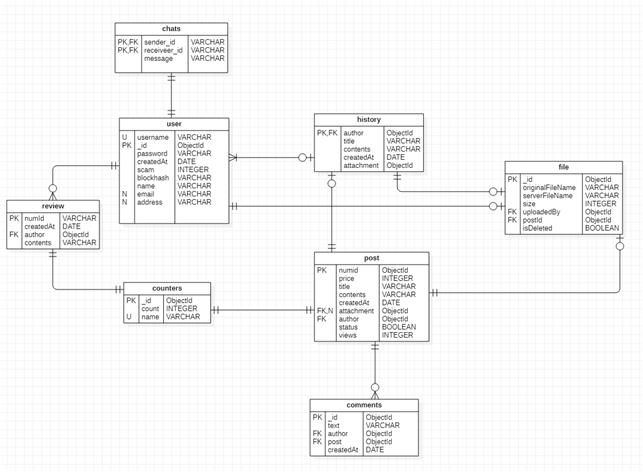 chats
PK,FK sender_id VARCHAR
PK,FK receiveer_id VARCHAR
message VARCHAR
user
U username VARCHAR
PK _id ObjectId
password VARCHAR
createdAt DATE
scam INTEGER
blockhash VARCHAR
name VARCHAR
N email VARCHAR
N address VARCHAR
history
PK,FK author ObjectId
title VARCHAR
contents VARCHAR
createdAt DATE
attachment ObjectId
file
PK _id ObjectId
originalFileName VARCHAR
serverFileName VARCHAR
size INTEGER
FK uploadedBy ObjectId
FK postId ObjectId
isDeleted BOOLEAN
review
PK numId VARCHAR
createdAt DATE
FK author ObjectId
contents VARCHAR
counters
PK _id ObjectId
count INTEGER
U name VARCHAR
post
PK numid ObjectId
price INTEGER
title VARCHAR
contents VARCHAR
createdAt DATE
FK,N attachment ObjectId
FK author ObjectId
status BOOLEAN
views INTEGER
comments
PK _id ObjectId
text VARCHAR
FK author ObjectId
FK post ObjectId
createdAt DATE